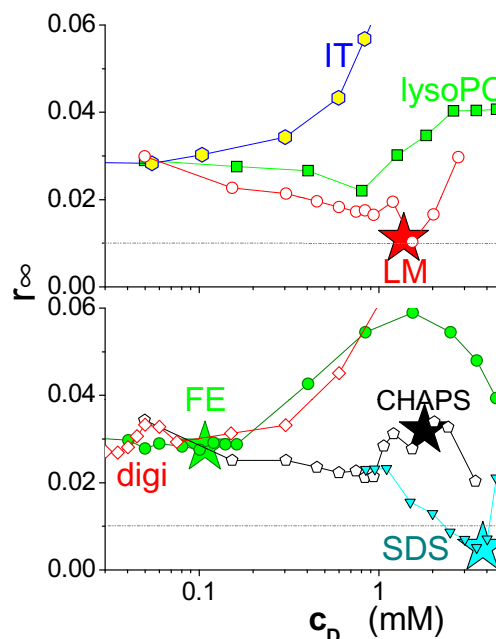 0.06
IT
lysoPC
0.04
0.02
LM
0.00
r∞
0.06
FE
CHAPS
0.04
digi
0.02
SDS
0.00
0.1
1
c_D (mM)